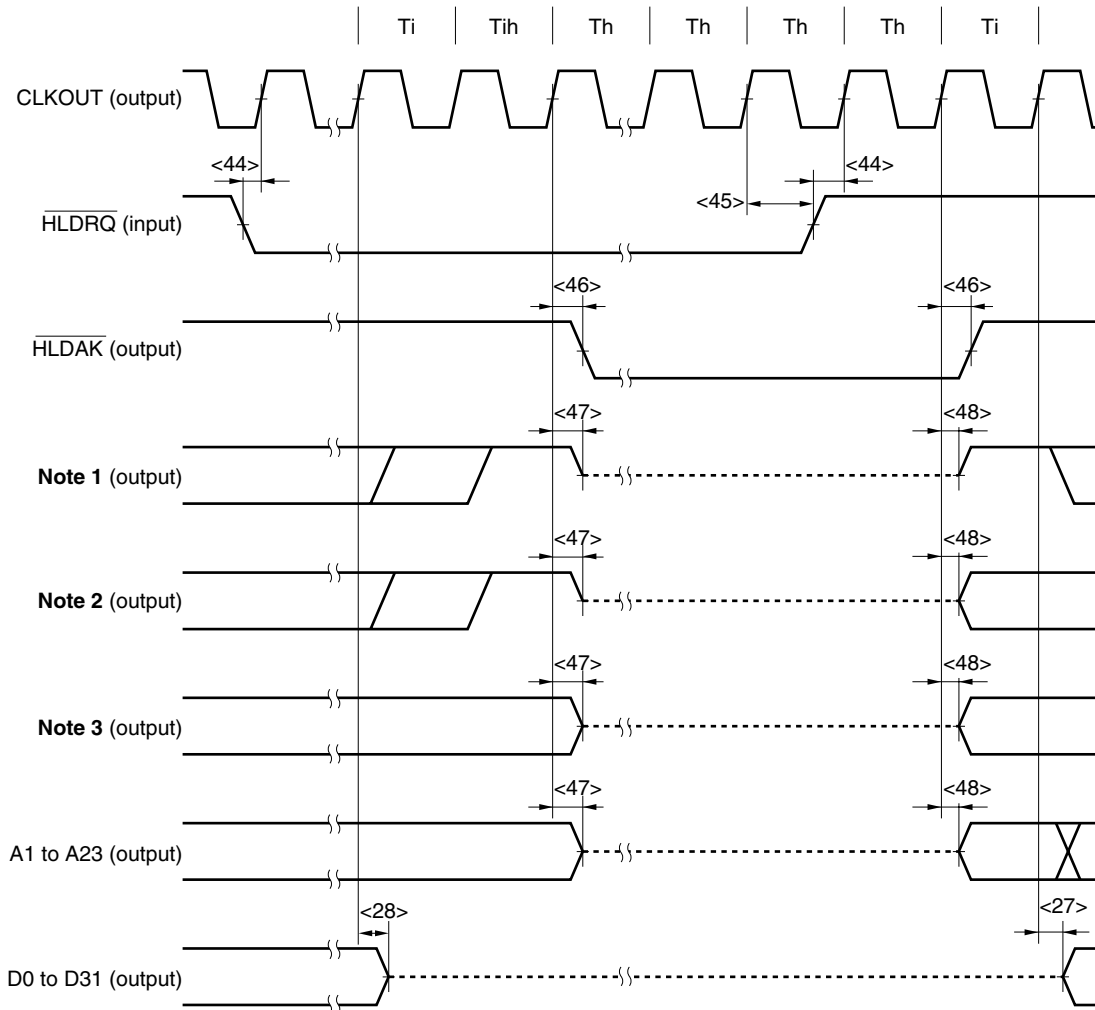 Ti Tih Th Th Th Th Ti
CLKOUT (output)
<44> <44>
<45>
HLDRQ (input)
<46> <46>
HLDAK (output)
<47> <48>
Note 1 (output)
<47> <48>
Note 2 (output)
<47> <48>
Note 3 (output)
<47> <48>
A1 to A23 (output)
<28> <27>
D0 to D31 (output)